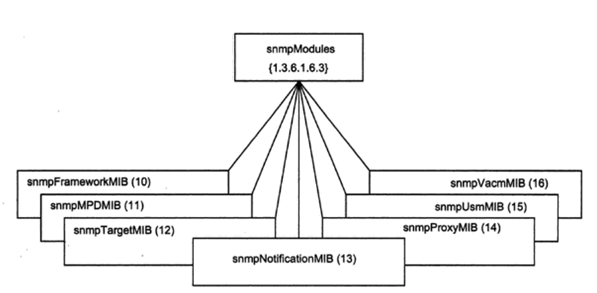 snmpModules
{1.3.6.1.6.3}
snmpFrameworkMIB (10)
snmpVacmMIB (16)
snmpMPDMIB (11)
snmpUsmMIB (15)
snmpTargetMIB (12)
snmpProxyMIB (14)
snmpNotificationMIB (13)